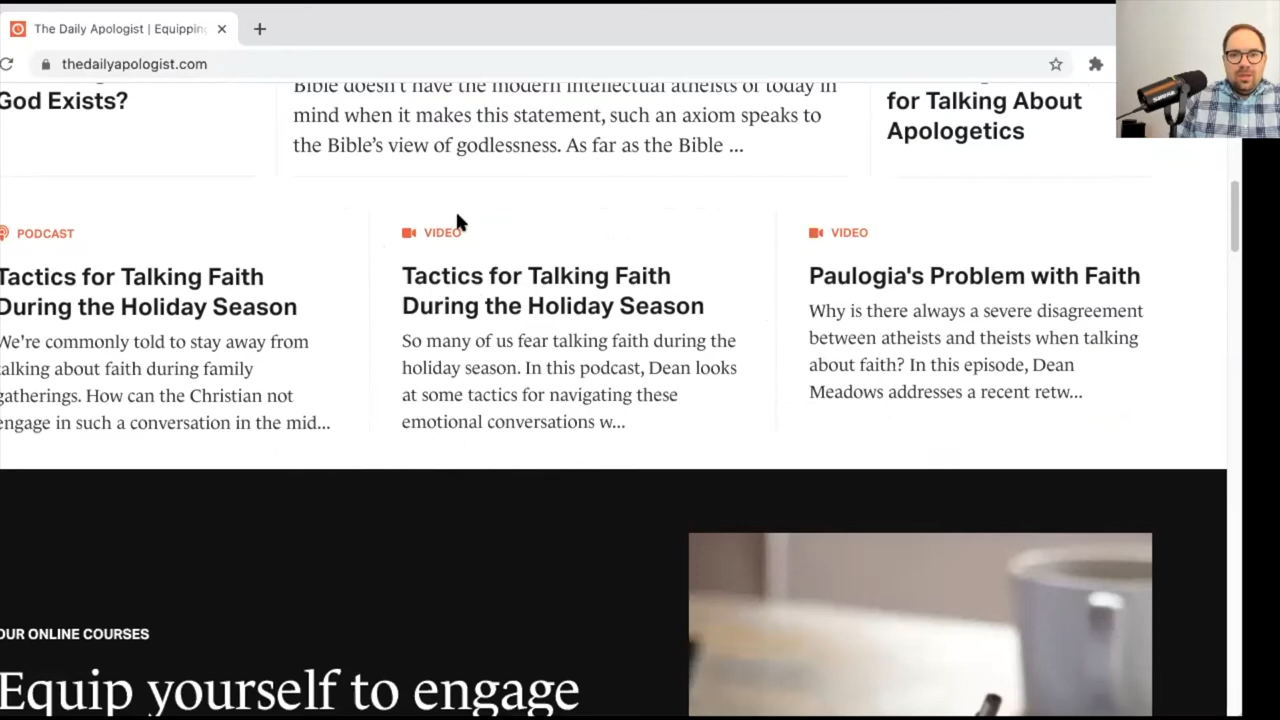 The Daily Apologist | Equipping
thedailyapologist.com
God Exists?
Bible doesn't have the modern intellectual atheists of today in
mind when it makes this statement, such an axiom speaks to
the Bible's view of godlessness. As far as the Bible ...
for Talking About
Apologetics
PODCAST
Tactics for Talking Faith
During the Holiday Season
We're commonly told to stay away from
talking about faith during family
gatherings. How can the Christian not
engage in such a conversation in the mid...
VIDEO
Tactics for Talking Faith
During the Holiday Season
So many of us fear talking faith during the
holiday season. In this podcast, Dean looks
at some tactics for navigating these
emotional conversations w...
VIDEO
Paulogia's Problem with Faith
Why is there always a severe disagreement
between atheists and theists when talking
about faith? In this episode, Dean
Meadows addresses a recent retw...
OUR ONLINE COURSES
Equip yourself to engage